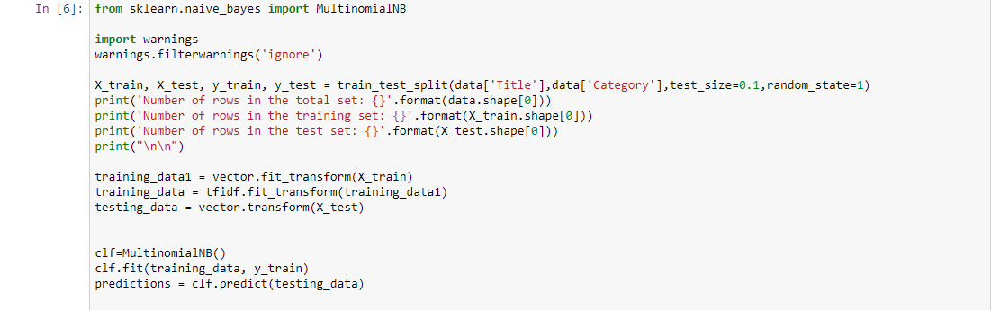 In [6]: from sklearn.naive_bayes import MultinomialNB
import warnings
warnings.filterwarnings('ignore')
X_train, X_test, y_train, y_test = train_test_split(data['Title'],data['Category'],test_size=0.1,random_state=1)
print('Number of rows in the total set: {}'.format(data.shape[0]))
print('Number of rows in the training set: {}'.format(X_train.shape[0]))
print('Number of rows in the test set: {}'.format(X_test.shape[0]))
print("\n\n")
training_data1 = vector.fit_transform(X_train)
training_data = tfidf.fit_transform(training_data1)
testing_data = vector.transform(X_test)
clf=MultinomialNB()
clf.fit(training_data, y_train)
predictions = clf.predict(testing_data)